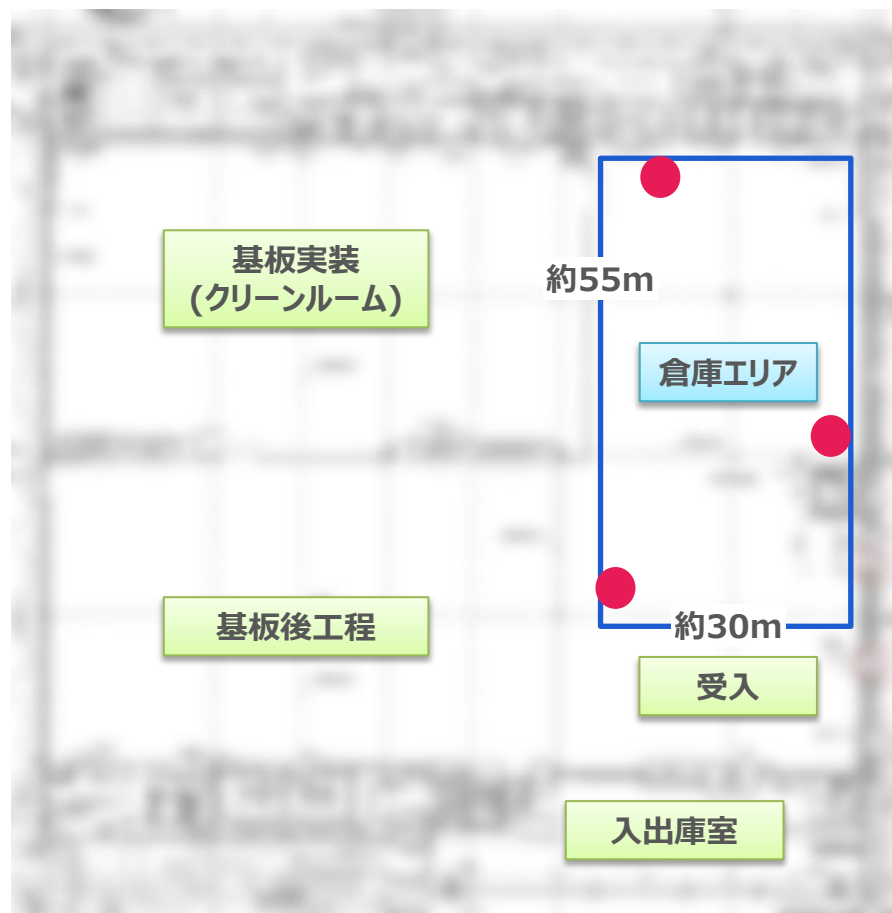 基板実装
(クリーンルーム)
約55m
倉庫エリア
基板後工程
約30m
受入
入出庫室